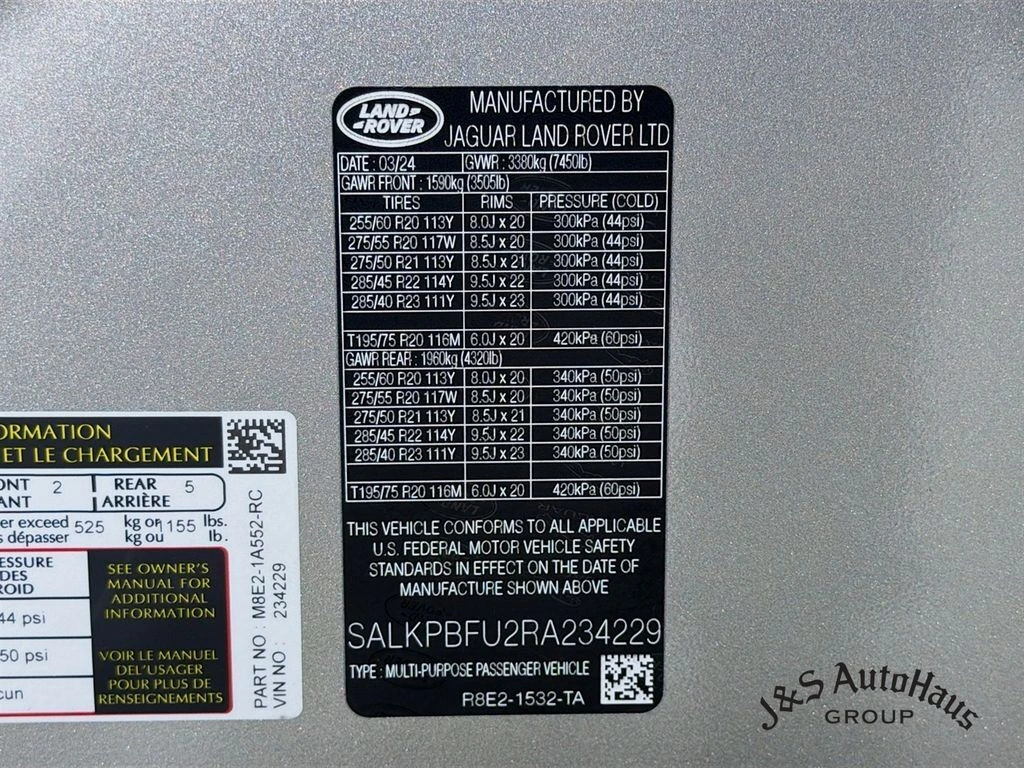 LAND-
-ROVER
MANUFACTURED BY
JAGUAR LAND ROVER LTD
DATE : 03/24 GVWR : 3380kg (7450lb)
GAWR FRONT : 1590kg (3505lb)
TIRES RIMS PRESSURE (COLD)
255/60 R20 113Y 8.0J x 20 300kPa (44psi)
275/55 R20 117W 8.5J x 20 300kPa (44psi)
275/50 R21 113Y 8.5J x 21 300kPa (44psi)
285/45 R22 114Y 9.5J x 22 300kPa (44psi)
285/40 R23 111Y 9.5J x 23 300kPa (44psi)
T195/75 R20 116M 6.0J x 20 420kPa (60psi)
GAWR REAR : 1960kg (4320lb)
255/60 R20 113Y 8.0J x 20 340kPa (50psi)
275/55 R20 117W 8.5J x 20 340kPa (50psi)
275/50 R21 113Y 8.5J x 21 340kPa (50psi)
285/45 R22 114Y 9.5J x 22 340kPa (50psi)
285/40 R23 111Y 9.5J x 23 340kPa (50psi)
T195/75 R20 116M 6.0J x 20 420kPa (60psi)
THIS VEHICLE CONFORMS TO ALL APPLICABLE
U.S. FEDERAL MOTOR VEHICLE SAFETY
STANDARDS IN EFFECT ON THE DATE OF
MANUFACTURE SHOWN ABOVE
SALKPBFU2RA234229
TYPE : MULTI-PURPOSE PASSENGER VEHICLE
R8E2-1532-TA
ORMATION
ET LE CHARGEMENT
ONT 2 REAR 5
ANT ARRIÈRE
er exceed 525 kg or 1155 lbs.
s dépasser kg ou lb.
ESSURE
DES
ROID
44 psi
50 psi
cun
SEE OWNER'S
MANUAL FOR
ADDITIONAL
INFORMATION
VOIR LE MANUEL
DEL'USAGER
POUR PLUS DE
RENSEIGNEMENTS
PART NO : M8E2-1A552-RC
VIN NO : 234229
J&S AutoHaus
GROUP